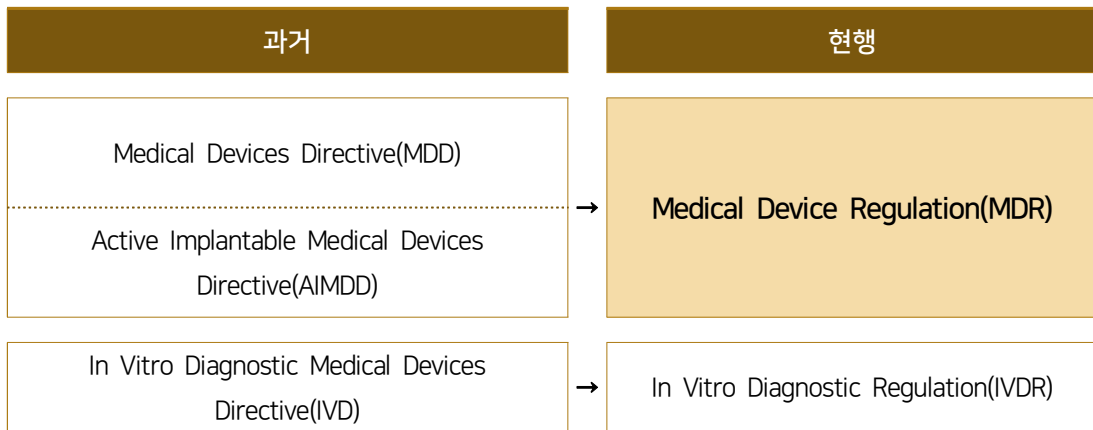 과거
현행
Medical Devices Directive(MDD)
Active Implantable Medical Devices
Directive(AIMDD)
→
Medical Device Regulation(MDR)
In Vitro Diagnostic Medical Devices
Directive(IVD)
→
In Vitro Diagnostic Regulation(IVDR)